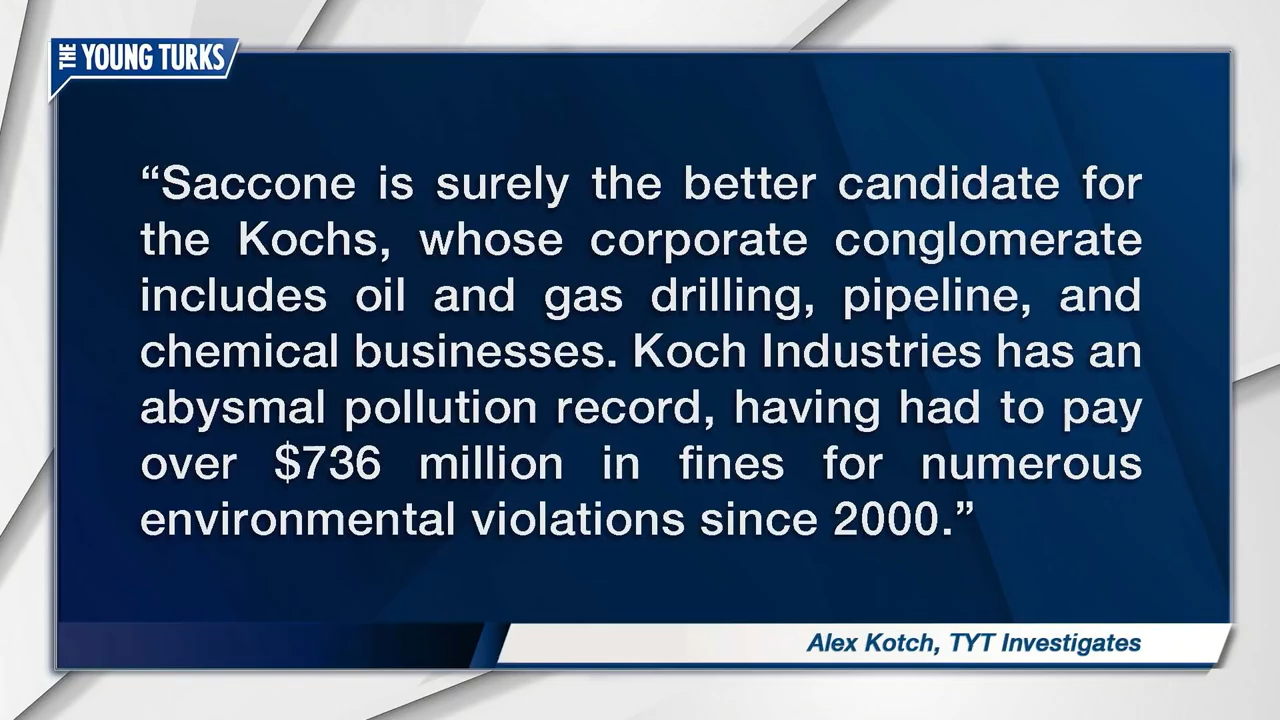 THE YOUNG TURKS
“Saccone is surely the better candidate for
the Kochs, whose corporate conglomerate
includes oil and gas drilling, pipeline, and
chemical businesses. Koch Industries has an
abysmal pollution record, having had to pay
over $736 million in fines for numerous
environmental violations since 2000.”
Alex Kotch, TYT Investigates